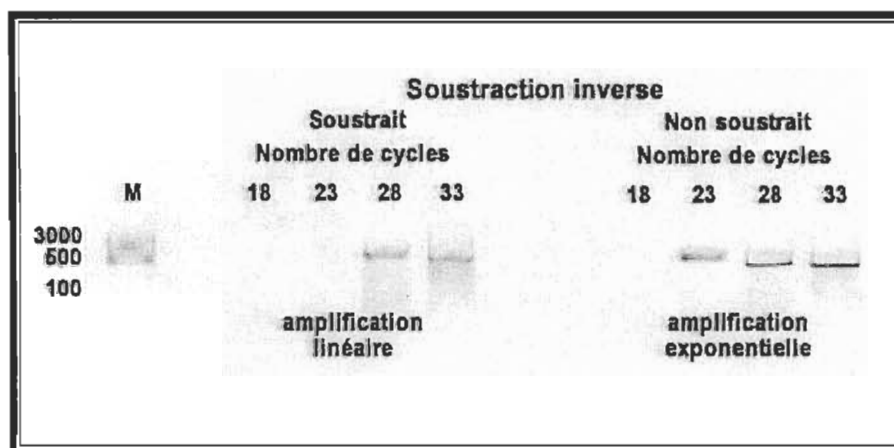 Soustraction inverse
Soustrait Non soustrait
Nombre de cycles Nombre de cycles
M 18 23 28 33 18 23 28 33
3000
500
100
amplification amplification
linéaire exponentielle